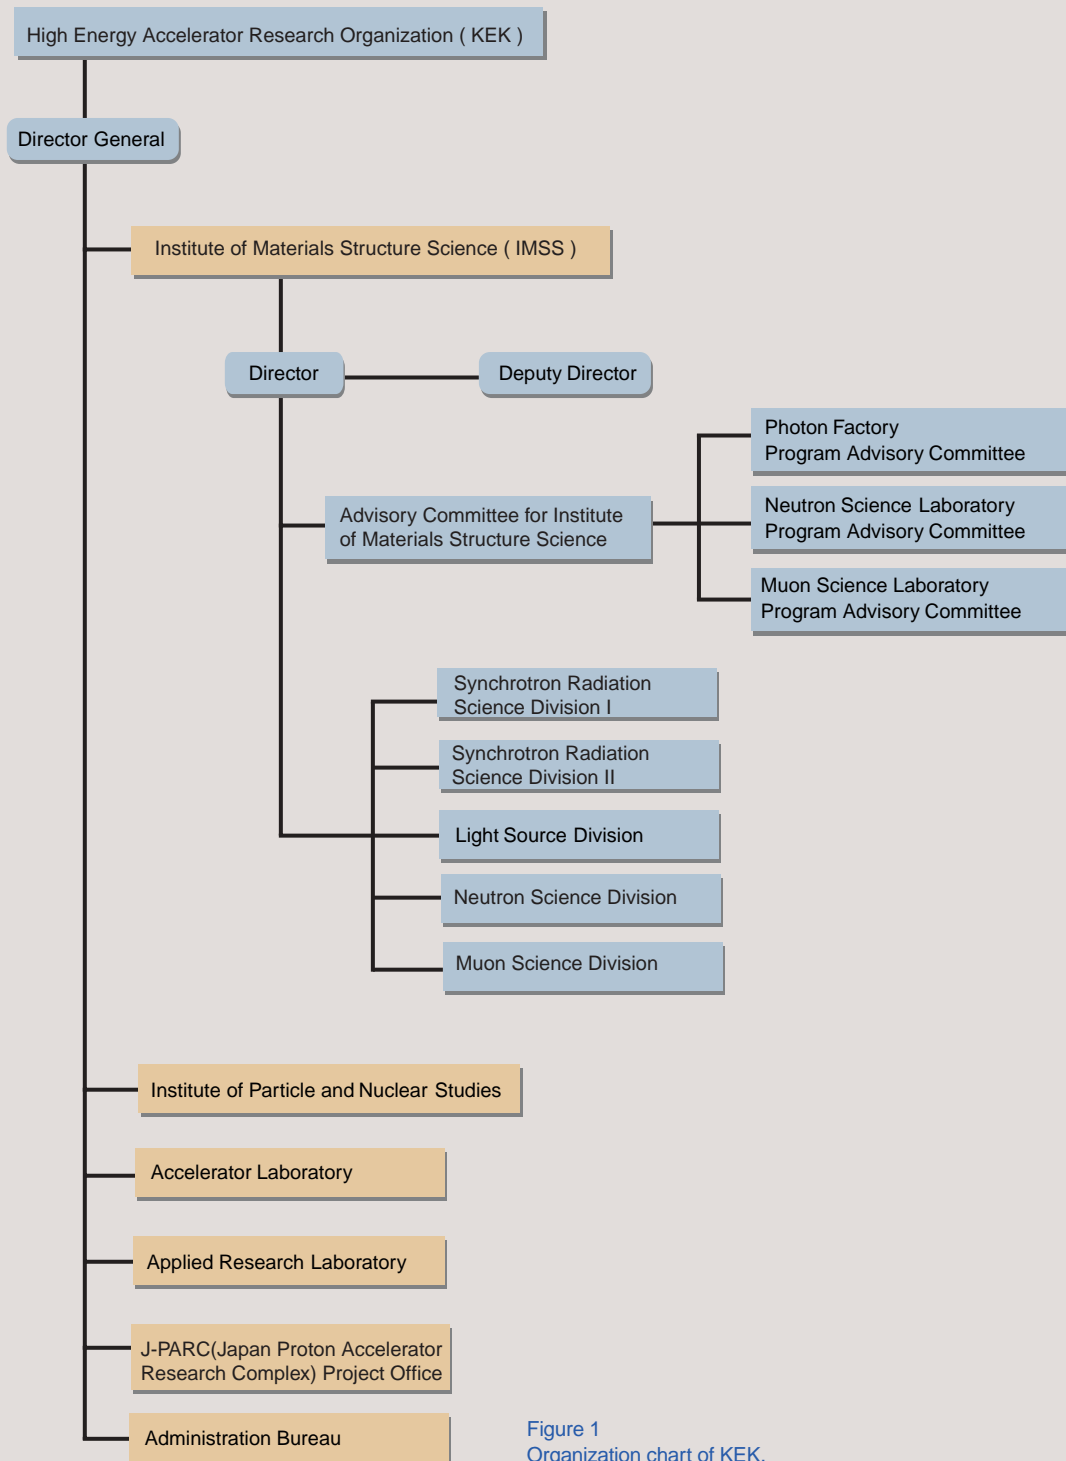 High Energy Accelerator Research Organization ( KEK )
Director General
Institute of Materials Structure Science ( IMSS )
Director
Deputy Director
Photon Factory
Program Advisory Committee
Advisory Committee for Institute
of Materials Structure Science
Neutron Science Laboratory
Program Advisory Committee
Muon Science Laboratory
Program Advisory Committee
Synchrotron Radiation
Science Division I
Synchrotron Radiation
Science Division II
Light Source Division
Neutron Science Division
Muon Science Division
Institute of Particle and Nuclear Studies
Accelerator Laboratory
Applied Research Laboratory
J-PARC(Japan Proton Accelerator
Research Complex) Project Office
Administration Bureau
Figure 1
Organization chart of KEK.